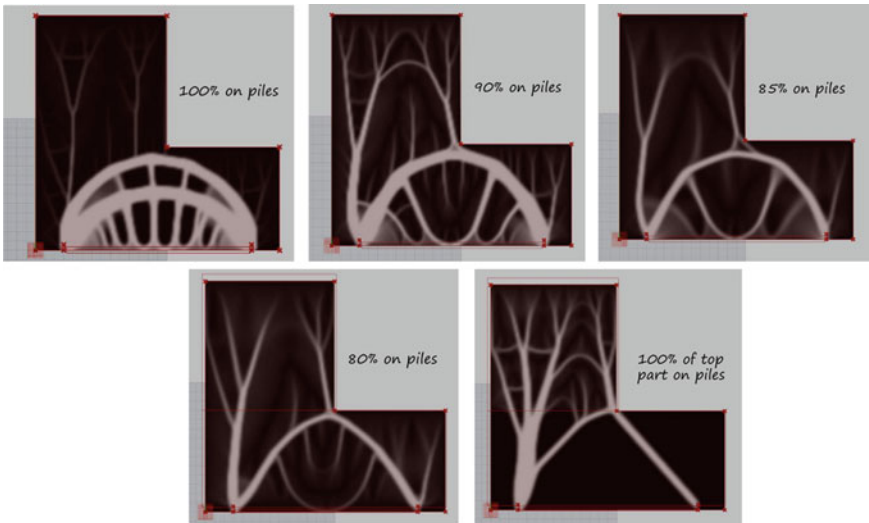 100% on piles
90% on piles
85% on piles
80% on piles
100% of top
part on piles